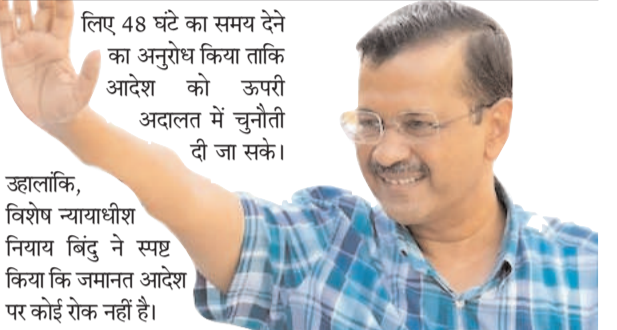 लिए 48 घंटे का समय देने
का अनुरोध किया ताकि
आदेश को ऊपरी
अदालत में चुनौती
दी जा सके।
उहालांकि,
विशेष न्यायाधीश
नियाय बिंदु ने स्पष्ट
किया कि जमानत आदेश
पर कोई रोक नहीं है।